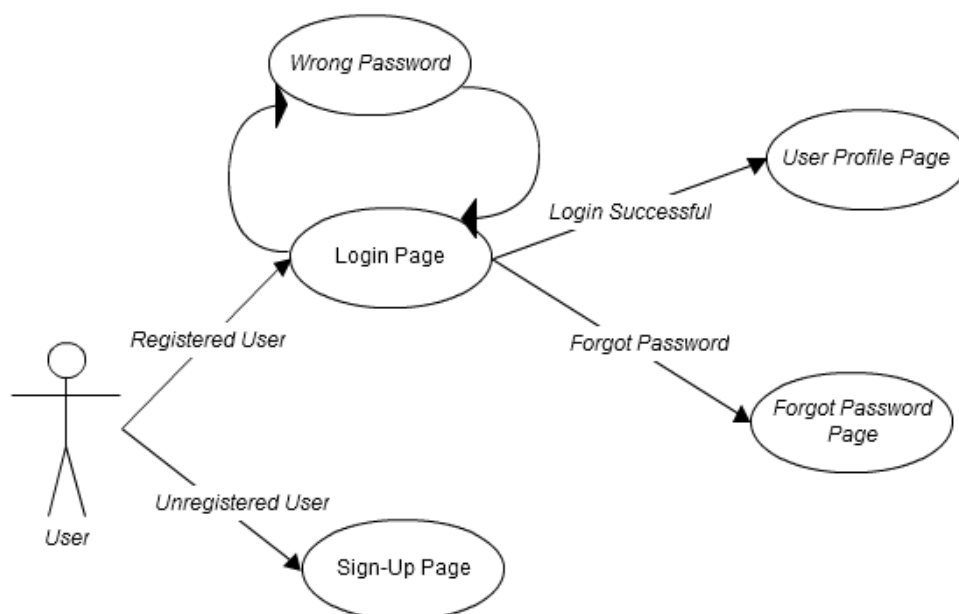 Wrong Password
User Profile Page
Login Successful
Login Page
Registered User
Forgot Password
Forgot Password
Page
Unregistered User
User
Sign-Up Page